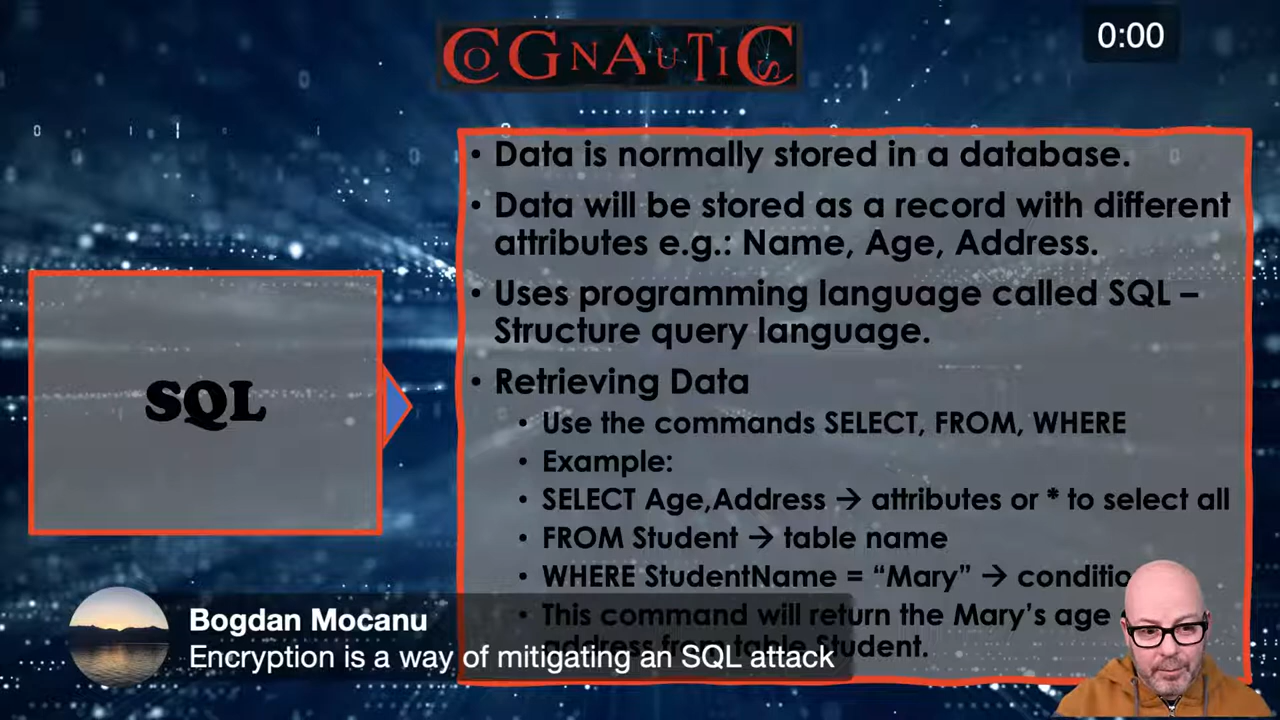 COGNAUTICS
0:00
• Data is normally stored in a database.
• Data will be stored as a record with different
attributes e.g.: Name, Age, Address.
• Uses programming language called SQL –
Structure query language.
• Retrieving Data
• Use the commands SELECT, FROM, WHERE
• Example:
• SELECT Age,Address → attributes or * to select all
• FROM Student → table name
• WHERE StudentName = “Mary” →
• This command will return the Mary’s age
address from table Student.
SQL
Bogdan Mocanu
Encryption is a way of mitigating an SQL attack